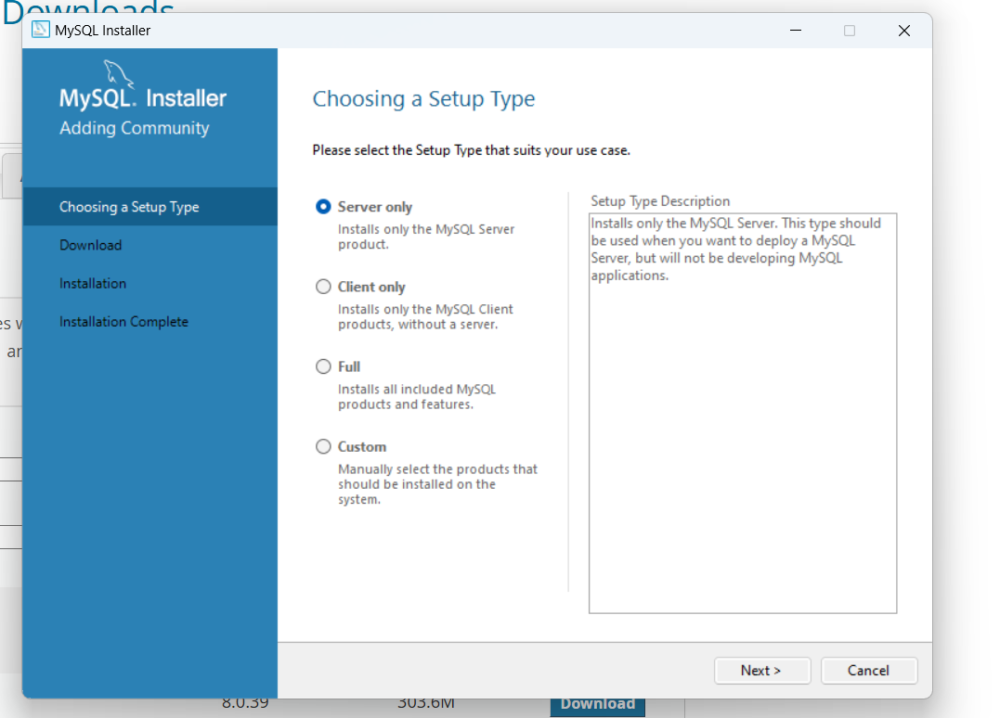 Downloads
MySQL Installer
MySQL. Installer
Adding Community
Choosing a Setup Type
Download
Installation
Installation Complete
Choosing a Setup Type
Please select the Setup Type that suits your use case.
Server only
Installs only the MySQL Server
product.
Client only
Installs only the MySQL Client
products, without a server.
Full
Installs all included MySQL
products and features.
Custom
Manually select the products that
should be installed on the
system.
Setup Type Description
Installs only the MySQL Server. This type should
be used when you want to deploy a MySQL
Server, but will not be developing MySQL
applications.
Next >
Cancel
8.0.39
303.6M
Download